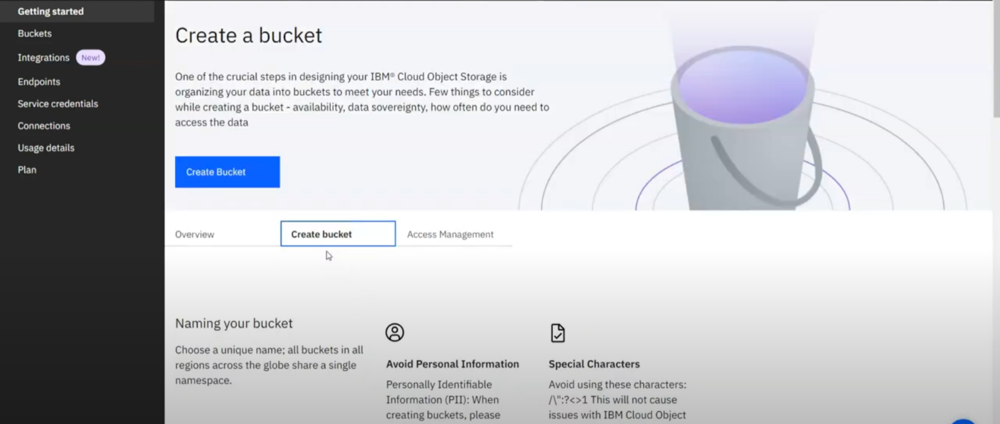 Getting started
Buckets
Integrations New!
Endpoints
Service credentials
Connections
Usage details
Plan
Create a bucket
One of the crucial steps in designing your IBM® Cloud Object Storage is
organizing your data into buckets to meet your needs. Few things to consider
while creating a bucket - availability, data sovereignty, how often do you need to
access the data
Create Bucket
Overview
Create bucket
Access Management
Naming your bucket
Choose a unique name; all buckets in all
regions across the globe share a single
namespace.
Avoid Personal Information
Personally Identifiable
Information (PII): When
creating buckets, please
Special Characters
Avoid using these characters:
/\":?<>1 This will not cause
issues with IBM Cloud Object